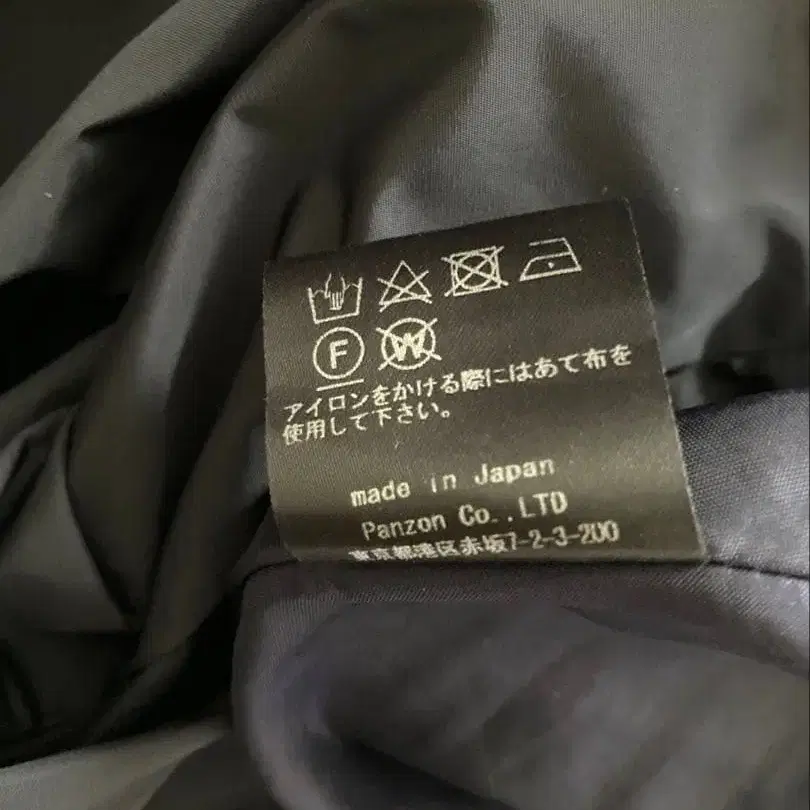 F
W
アイロンをかける際にはあて布を
使用して下さい。
made in Japan
Panzon Co.,LTD
東京都港区赤坂7-2-3-200